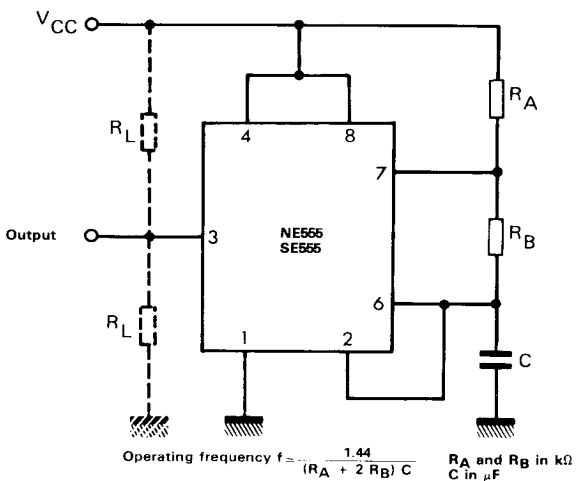 VCC
RA
RL
4
8
7
Output
3
NE555
SE555
RB
6
RL
1
2
C
Operating frequency f = 1.44 / (RA + 2 RB) C
RA and RB in kΩ
C in μF